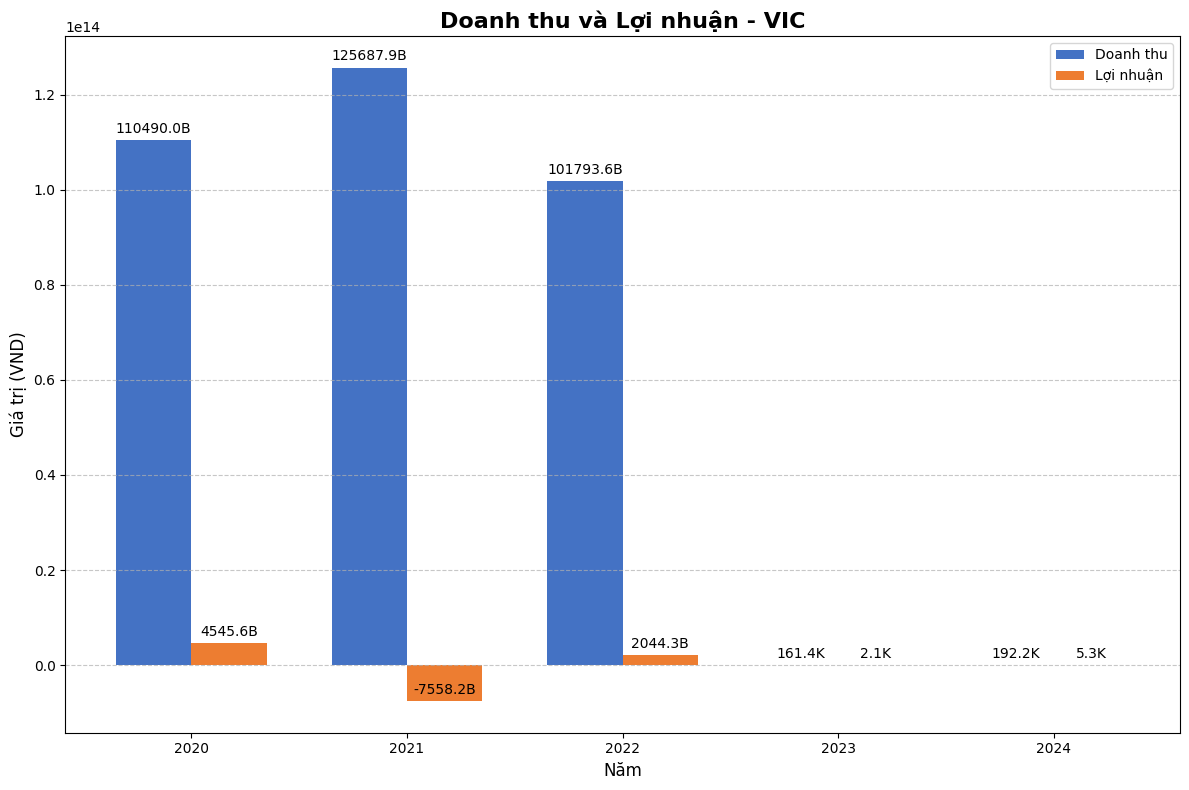 Doanh thu và Lợi nhuận - VIC
1e14
Doanh thu
Lợi nhuận
125687.9B
110490.0B
101793.6B
4545.6B
-7558.2B
2044.3B
161.4K
2.1K
192.2K
5.3K
1.2
1.0
0.8
0.6
0.4
0.2
0.0
Giá trị (VND)
2020
2021
2022
2023
2024
Năm